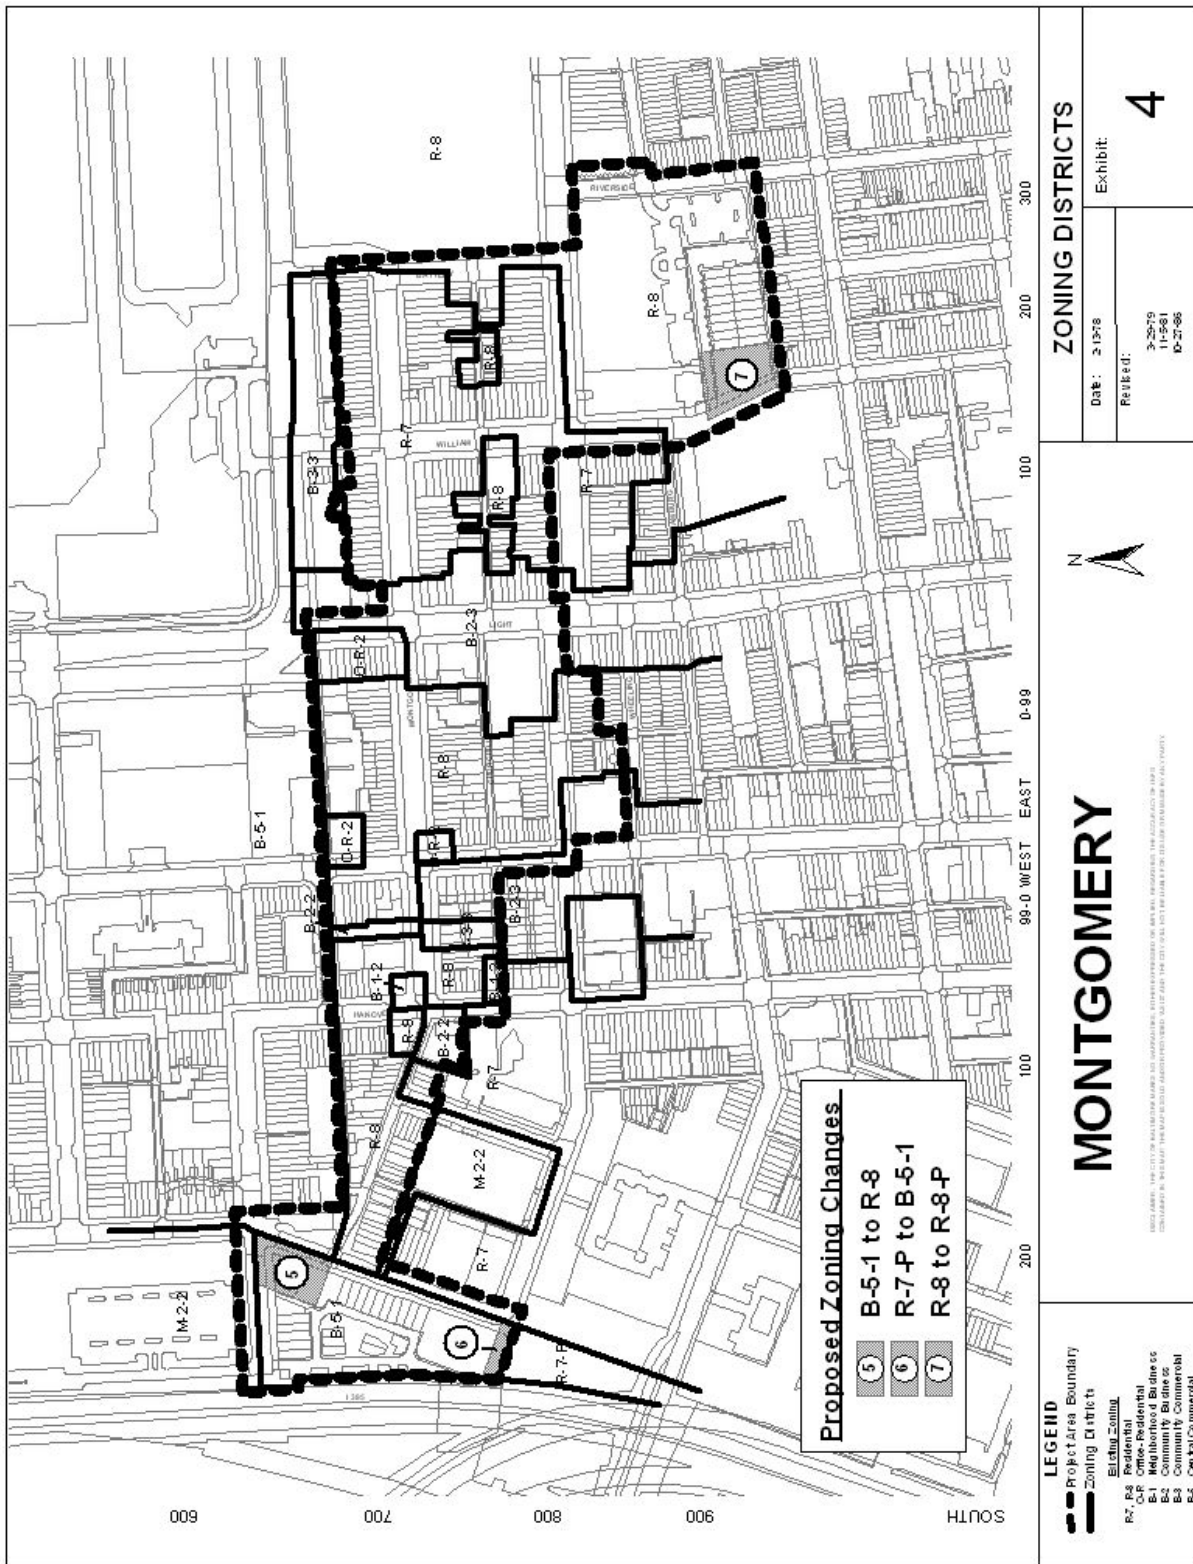 R-8
RIVERSIDE
R-8
7
B-3-3
R-7
WILLIAM
R-8
R-8
R-7
O-R-2
B-2-3
LIGHT
B-5-1
R-8
O-R-2
B-2-2
B-2-3
B-1-2
R-8
R-8
B-2-2
R-7
R-8
M-2-2
R-7
M-2-2
5
B-5-1
6
I 395
600
700
800
900
SOUTH
200
100
99-0 WEST
EAST 0-99
100
200
300
Proposed Zoning Changes
5 B-5-1 to R-8
6 R-7-P to B-5-1
7 R-8 to R-8-P
LEGEND
Project Area Boundary
Zoning Districts
Existing Zoning
R-7, R-8 Residential
O-R Office-Residential
B-1 Neighborhood Business
B-2 Community Business
B-3 Community Commercial
MONTGOMERY
N
ZONING DISTRICTS
Date: 2-13-78
Revised:
3-29-79
11-5-81
10-27-86
Exhibit:
4